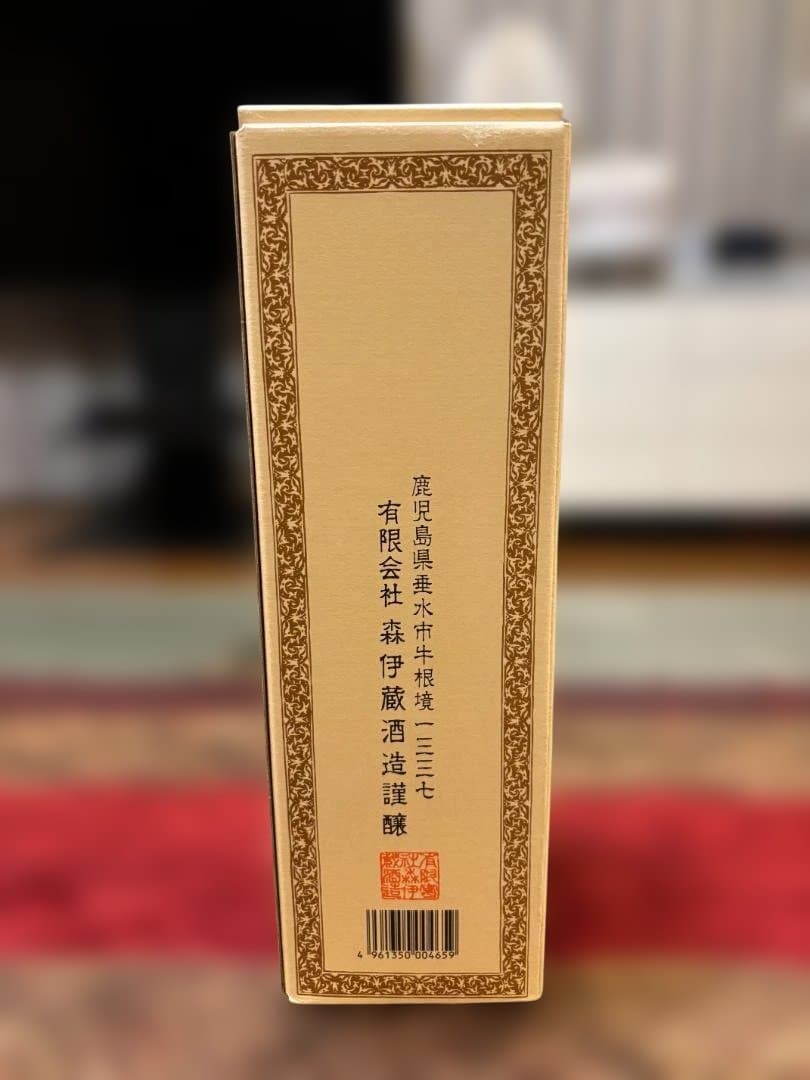 鹿児島県垂水市牛根境一三三七
有限会社 森伊蔵酒造謹醸
有限會
社森伊
蔵酒造
4 961350 004659